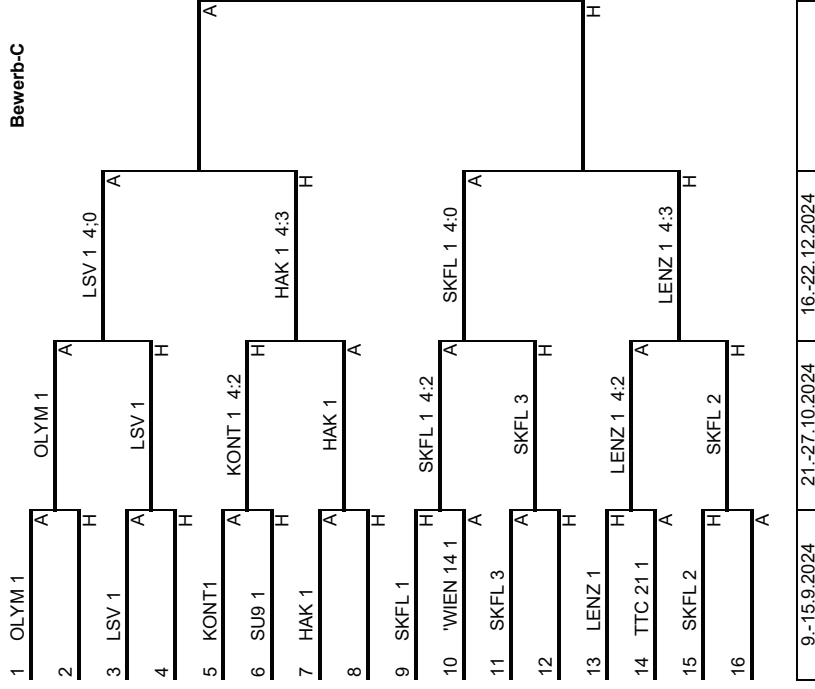 Bewerb-C
1 OLYM 1 A
2 H
3 LSV 1 A
4 H
5 KONT1 A
6 SU9 1 H
7 HAK 1 A
8 H
9 SKFL 1 H
10 'WIEN 14 1 A
11 SKFL 3 A
12 H
13 LENZ 1 H
14 TTC 21 1 A
15 SKFL 2 H
16 A
OLYM 1 A
LSV 1 H
KONT 1 4:2 H
HAK 1 A
SKFL 1 4:2 A
SKFL 3 H
LENZ 1 4:2 A
SKFL 2 H
LSV 1 4;0 A
HAK 1 4:3 H
SKFL 1 4:0 A
LENZ 1 4:3 H
A
H
9.-15.9.2024 21.-27.10.2024 16.-22.12.2024